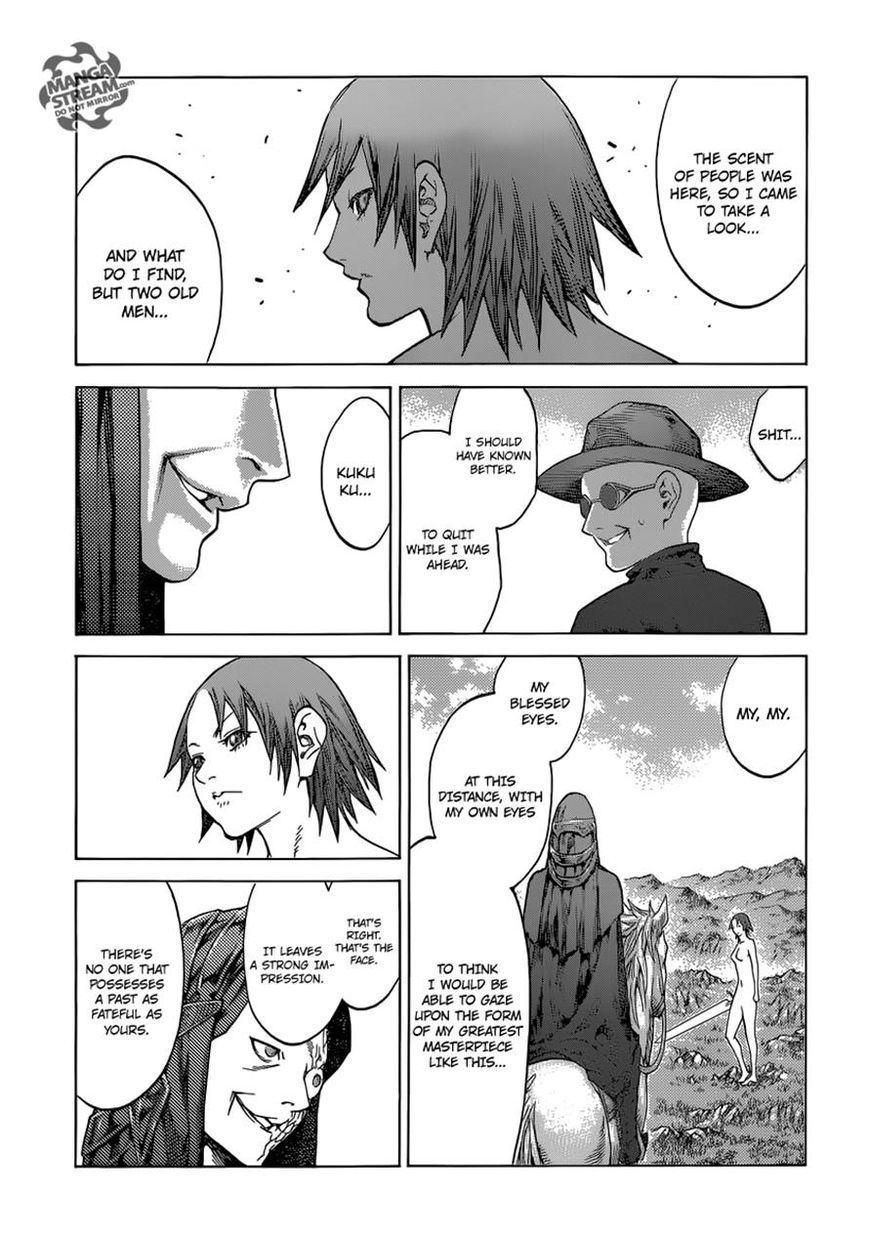 MANGA
STREAM.com
DO NOT MIRROR
THE SCENT
OF PEOPLE WAS
HERE, SO I CAME
TO TAKE A
LOOK...
AND WHAT
DO I FIND,
BUT TWO OLD
MEN...
SHIT...
I SHOULD
HAVE KNOWN
BETTER.
TO QUIT
WHILE I WAS
AHEAD.
KUKU
KU...
MY, MY.
MY
BLESSED
EYES.
AT THIS
DISTANCE, WITH
MY OWN EYES
TO THINK
I WOULD BE
ABLE TO GAZE
UPON THE FORM
OF MY GREATEST
MASTERPIECE
LIKE THIS...
THAT'S
RIGHT.
THAT'S THE
FACE.
IT LEAVES
A STRONG IM-
PRESSION.
THERE'S
NO ONE THAT
POSSESSES
A PAST AS
FATEFUL AS
YOURS.